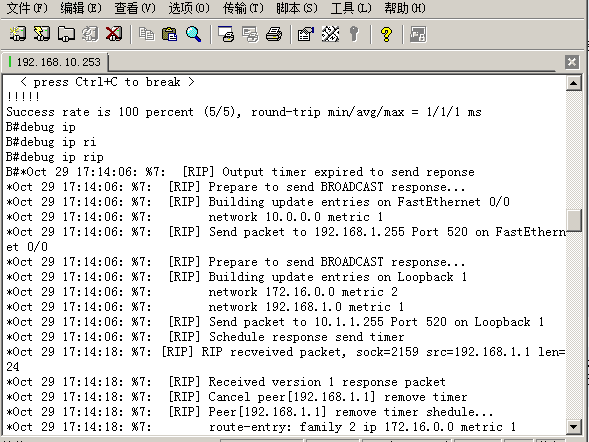 文件(F) 编辑(E) 查看(V) 选项(O) 传输(T) 脚本(S) 工具(L) 帮助(H)
192.168.10.253
< press Ctrl+C to break >
!!!!!
Success rate is 100 percent (5/5), round-trip min/avg/max = 1/1/1 ms
B#debug ip
B#debug ip ri
B#debug ip rip
B#*Oct 29 17:14:06: %7:  [RIP] Output timer expired to send reponse
*Oct 29 17:14:06: %7:  [RIP] Prepare to send BROADCAST response...
*Oct 29 17:14:06: %7:  [RIP] Building update entries on FastEthernet 0/0
*Oct 29 17:14:06: %7:        network 10.0.0.0 metric 1
*Oct 29 17:14:06: %7:  [RIP] Send packet to 192.168.1.255 Port 520 on FastEthern
et 0/0
*Oct 29 17:14:06: %7:  [RIP] Prepare to send BROADCAST response...
*Oct 29 17:14:06: %7:  [RIP] Building update entries on Loopback 1
*Oct 29 17:14:06: %7:        network 172.16.0.0 metric 2
*Oct 29 17:14:06: %7:        network 192.168.1.0 metric 1
*Oct 29 17:14:06: %7:  [RIP] Send packet to 10.1.1.255 Port 520 on Loopback 1
*Oct 29 17:14:06: %7:  [RIP] Schedule response send timer
*Oct 29 17:14:18: %7: [RIP] RIP recveived packet, sock=2159 src=192.168.1.1 len=
24
*Oct 29 17:14:18: %7:  [RIP] Received version 1 response packet
*Oct 29 17:14:18: %7:  [RIP] Cancel peer[192.168.1.1] remove timer
*Oct 29 17:14:18: %7:  [RIP] Peer[192.168.1.1] remove timer shedule...
*Oct 29 17:14:18: %7:        route-entry: family 2 ip 172.16.0.0 metric 1